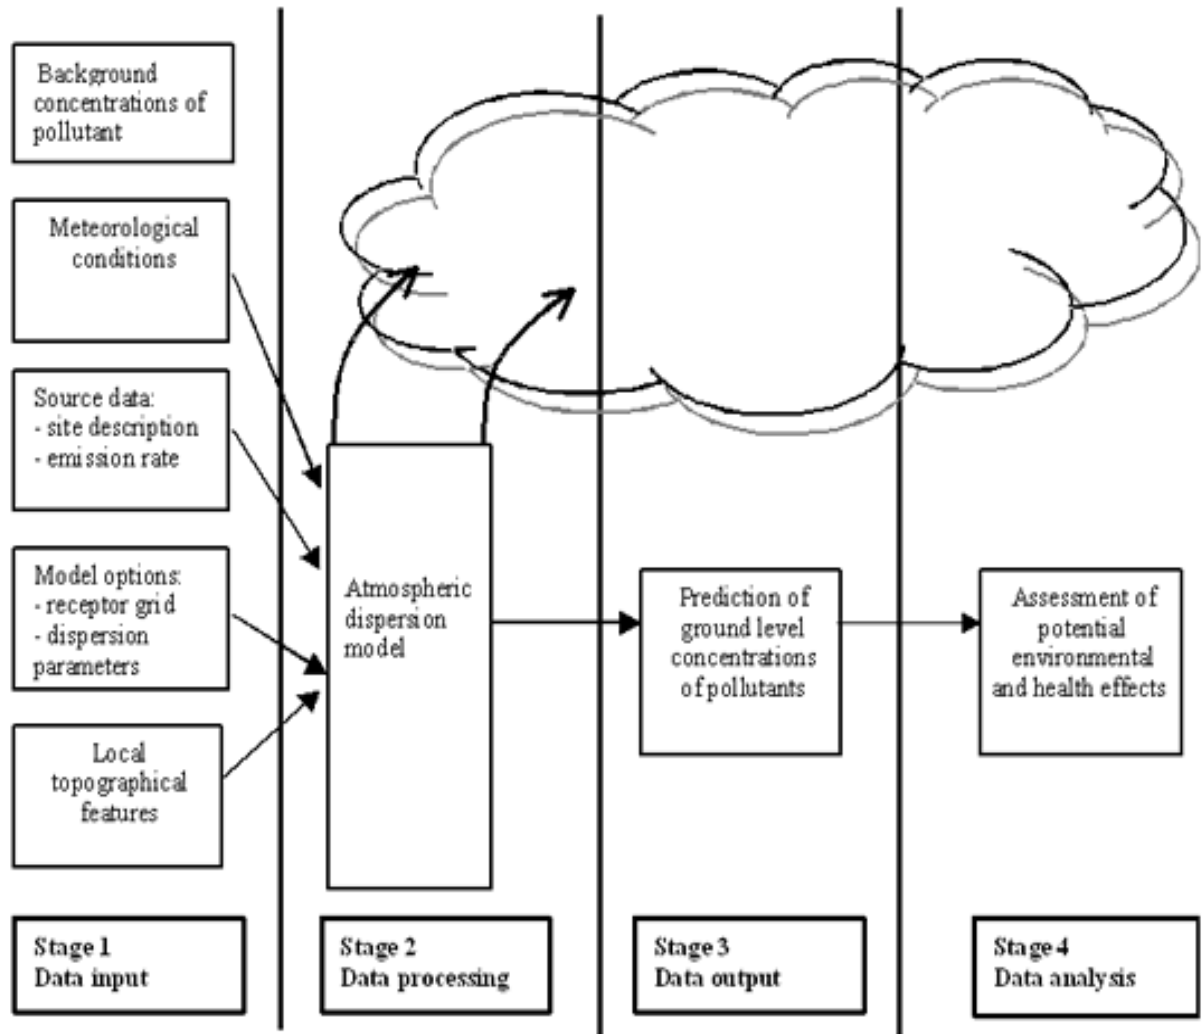 Background
concentrations of
pollutant
Meteorological
conditions
Source data:
- site description
- emission rate
Model options:
- receptor grid
- dispersion
parameters
Local
topographical
features
Atmospheric
dispersion
model
Prediction of
ground level
concentrations
of pollutants
Assessment of
potential
environmental
and health effects
Stage 1
Data input
Stage 2
Data processing
Stage 3
Data output
Stage 4
Data analysis